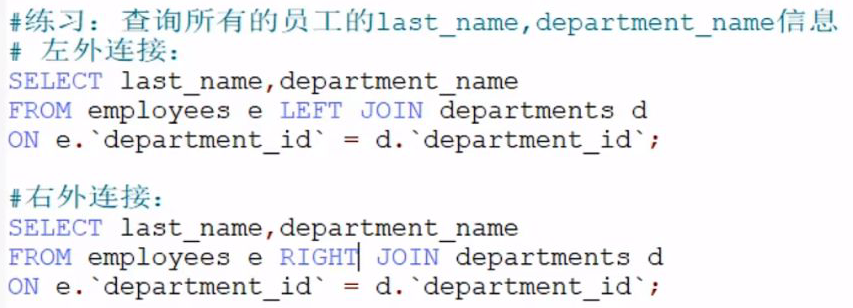 #练习：查询所有的员工的last_name,department_name信息
# 左外连接：
SELECT last_name,department_name
FROM employees e LEFT JOIN departments d
ON e.`department_id` = d.`department_id`;
#右外连接：
SELECT last_name,department_name
FROM employees e RIGHT JOIN departments d
ON e.`department_id` = d.`department_id`;